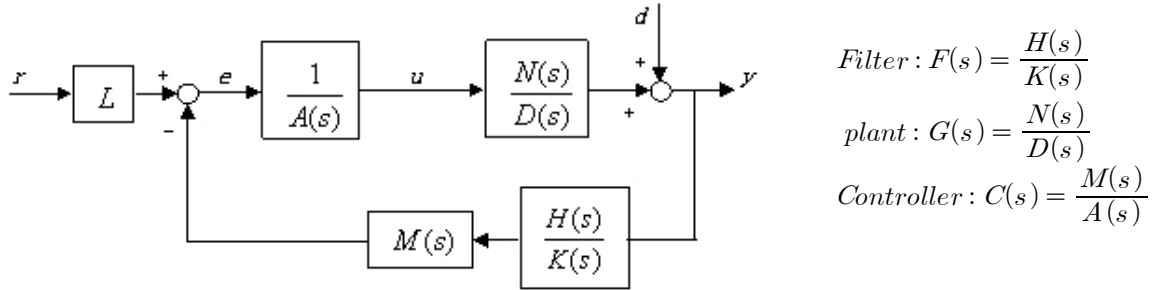 d
r
L
+
−
e
1
A(s)
u
N(s)
D(s)
+
+
y
M(s)
H(s)
K(s)
Filter : F(s) = H(s) / K(s)
plant : G(s) = N(s) / D(s)
Controller : C(s) = M(s) / A(s)